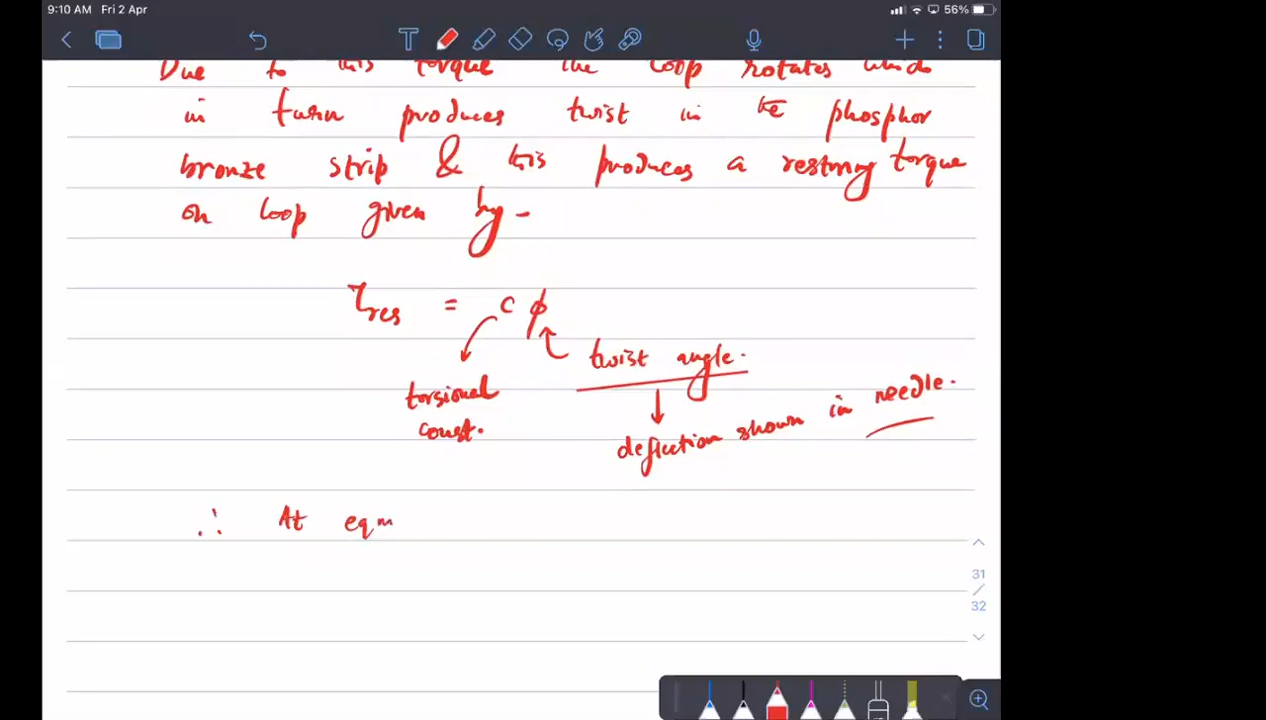 9:10 AM Fri 2 Apr 56%
Due to this torque the loop rotates which
in turn produces twist in the phosphor
bronze strip & this produces a restring torque
on loop given by -
τres = c φ
twist angle.
torsional
const.
deflection shown in needle.
∴ At eqm
31
/
32